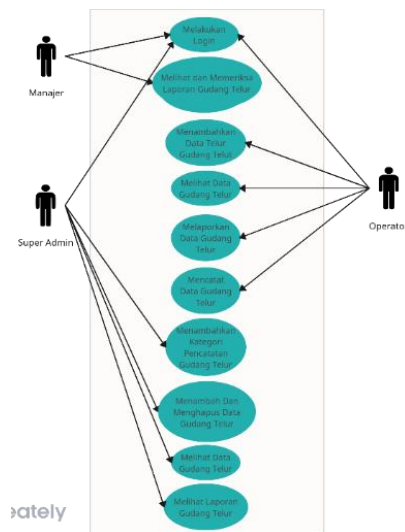 Melakukan
Login
Manajer
Melihat dan Memeriksa
Laporan Gudang Telur
Menambahkan
Data Telur
Gudang Telut
Melihat Data
Gudang Telur
Super Admin
Operato
Melaporkan
Data Gudang
Telur
Mencatat
Data Gudang
Telur
Menambahkan
Kategori
Pencatatan
Gudang Telur
Menambah Dan
Menghapus Data
Gudang Telur
Melihat Data
Gudang Telur
Melihat Laporan
Gudang Telur
eately